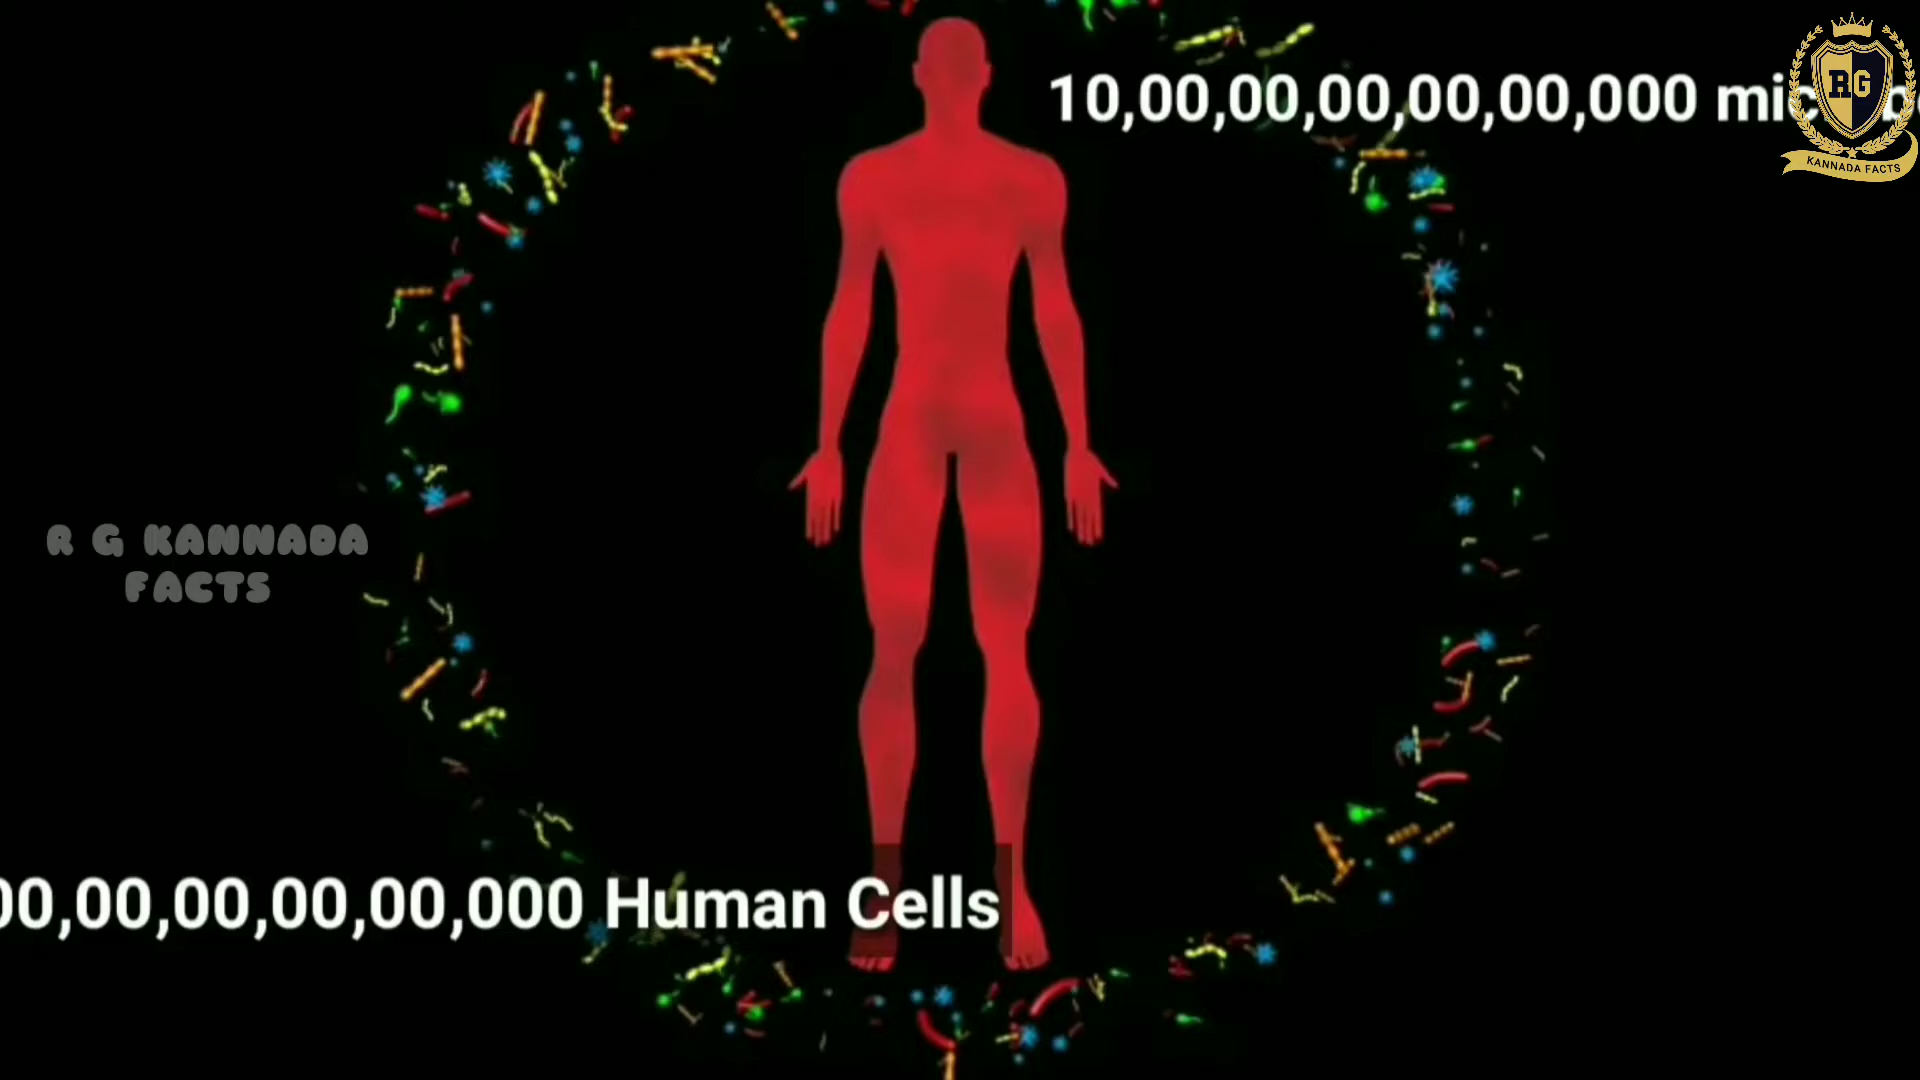 10,00,00,00,00,00,000
RG
KANNADA FACTS
R G KANNADA
FACTS
00,00,00,00,00,000 Human Cells